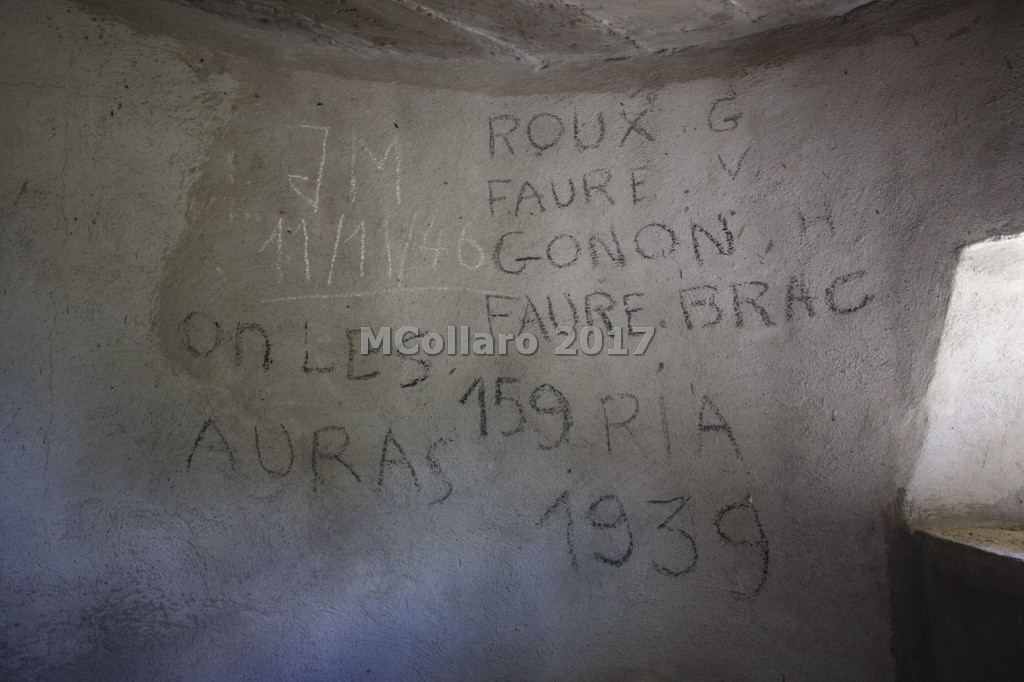 JM
11/11/46
ROUX G
FAURE. V.
GONON, H
FAURE. BRAC
ON LES
AURAS
159 RIA
1939
MCollaro 2017